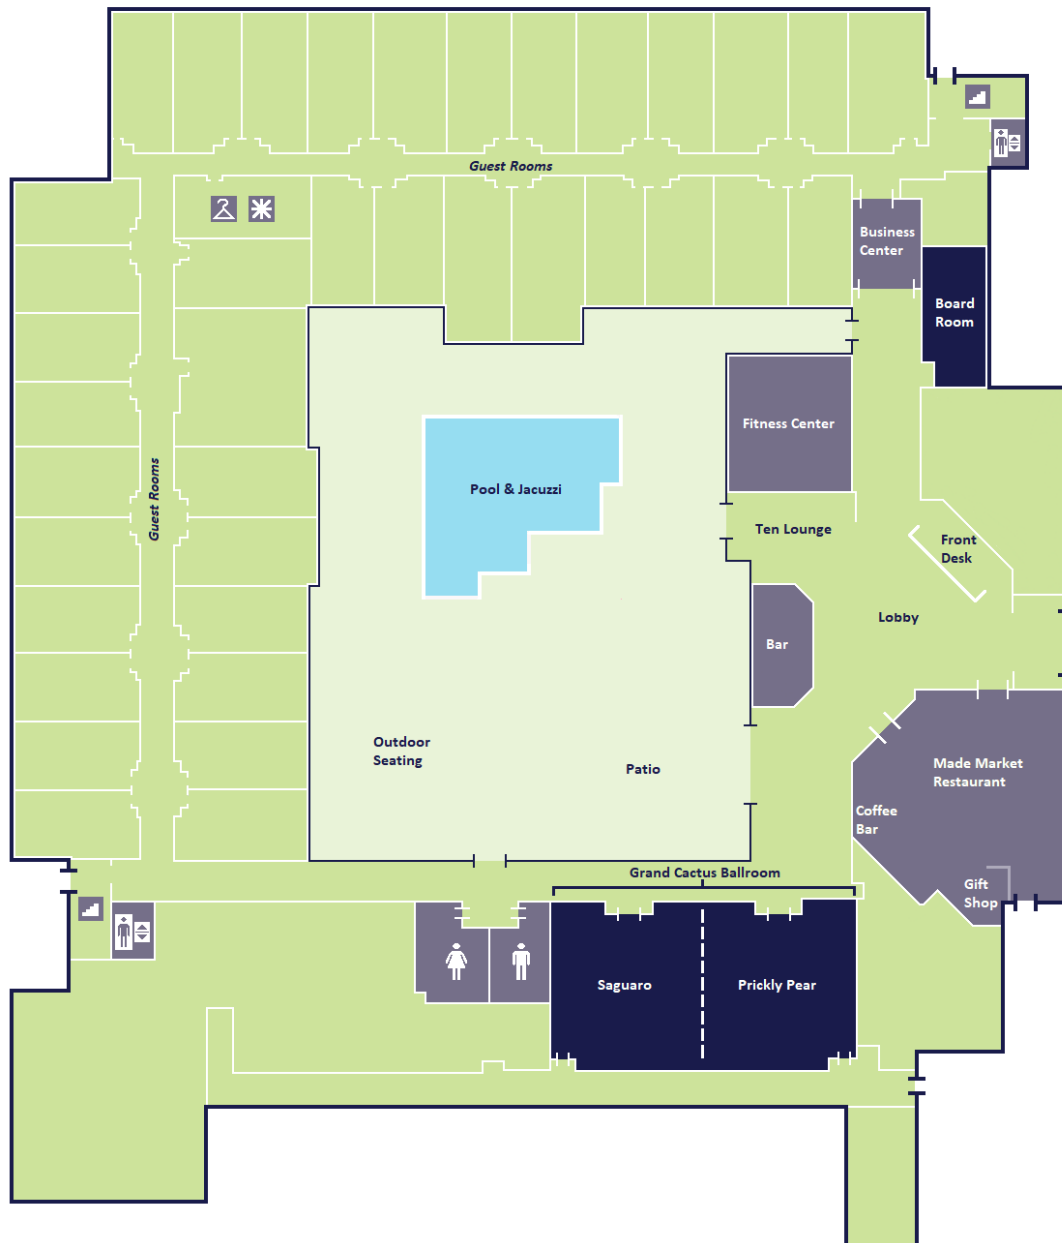 Guest Rooms
Business
Center
Board
Room
Fitness Center
Pool & Jacuzzi
Guest Rooms
Ten Lounge
Front
Desk
Lobby
Bar
Outdoor
Seating
Patio
Made Market
Restaurant
Coffee
Bar
Grand Cactus Ballroom
Gift
Shop
Saguaro
Prickly Pear